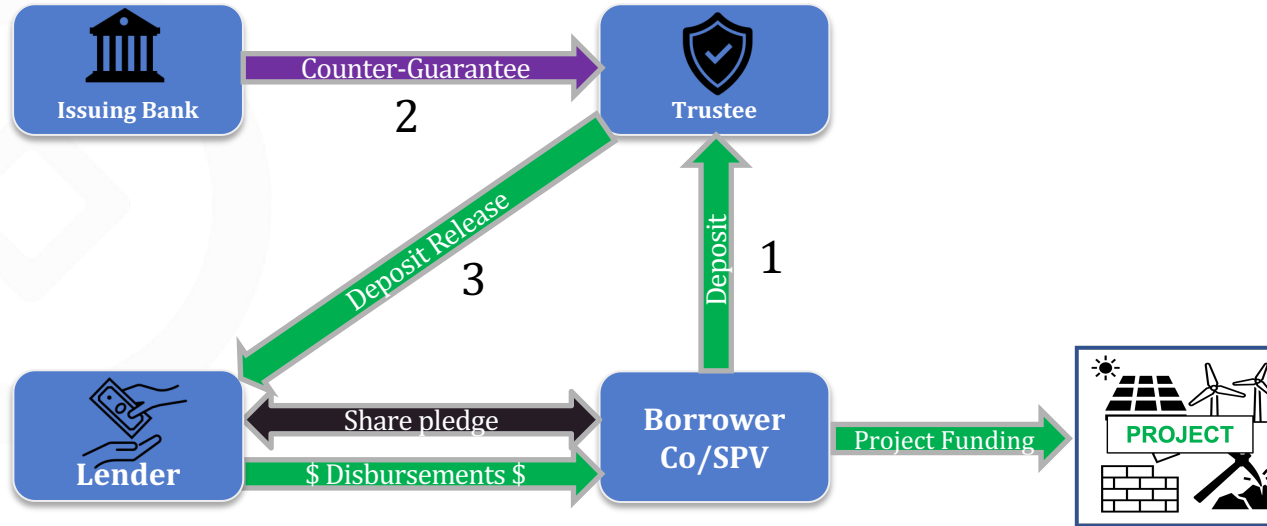 Issuing Bank
Counter-Guarantee
2
Trustee
Deposit Release
3
Deposit
1
Lender
Share pledge
$ Disbursements $
Borrower
Co/SPV
Project Funding
PROJECT